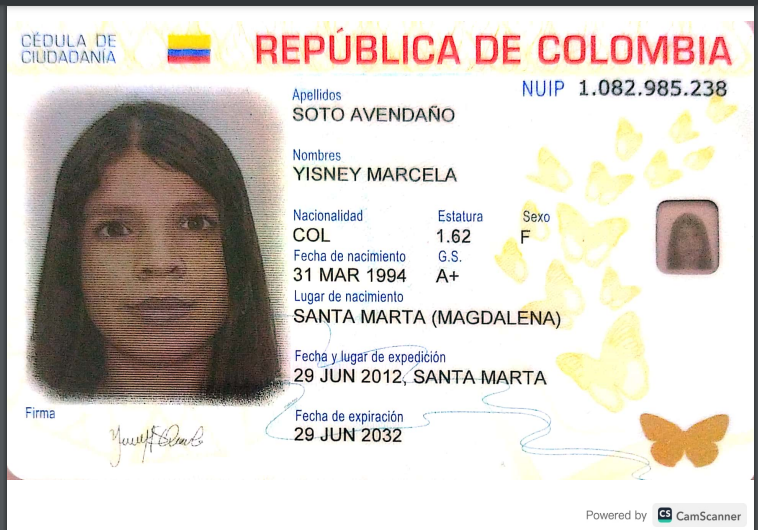 CÉDULA DE
CIUDADANÍA
REPÚBLICA DE COLOMBIA
NUIP 1.082.985.238
Apellidos
SOTO AVENDAÑO
Nombres
YISNEY MARCELA
Nacionalidad Estatura Sexo
COL 1.62 F
Fecha de nacimiento G.S.
31 MAR 1994 A+
Lugar de nacimiento
SANTA MARTA (MAGDALENA)
Fecha y lugar de expedición
29 JUN 2012, SANTA MARTA
Firma
Fecha de expiración
29 JUN 2032
Powered by CS CamScanner